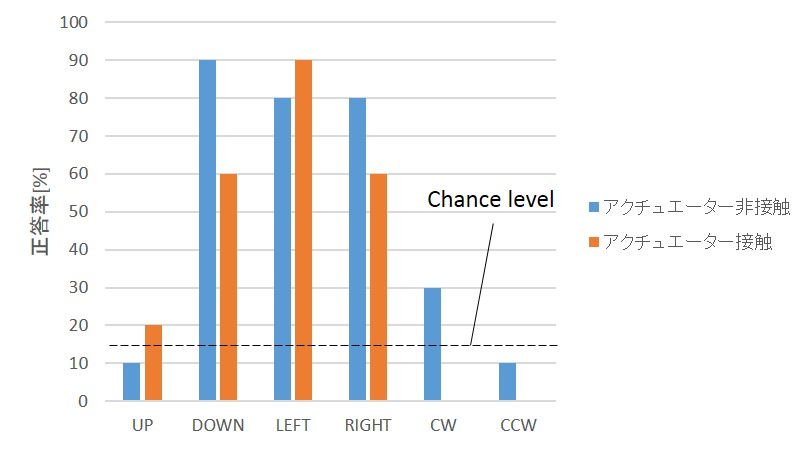 100
90
80
70
60
50
40
30
20
10
0
正答率[%]
Chance level
UP DOWN LEFT RIGHT CW CCW
アクチュエーター非接触
アクチュエーター接触